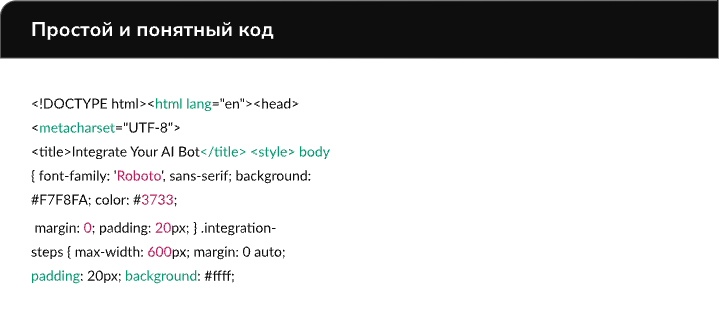 Простой и понятный код
<!DOCTYPE html><html lang="en"><head>
<metacharset="UTF-8">
<title>Integrate Your AI Bot</title> <style> body
{ font-family: 'Roboto', sans-serif; background:
#F7F8FA; color: #3733;
margin: 0; padding: 20px; } .integration-
steps { max-width: 600px; margin: 0 auto;
padding: 20px; background: #ffff;